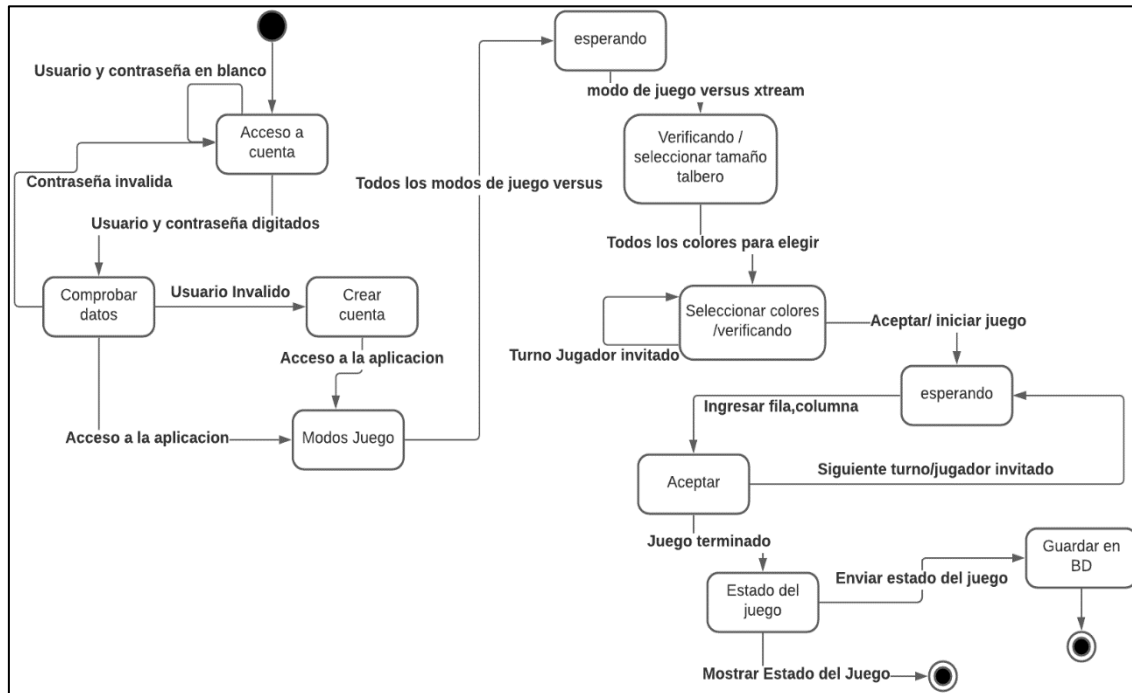 Usuario y contraseña en blanco
Acceso a
cuenta
Contraseña invalida
Usuario y contraseña digitados
Comprobar
datos
Usuario Invalido
Crear
cuenta
Acceso a la aplicacion
Acceso a la aplicacion
Modos Juego
Todos los modos de juego versus
esperando
modo de juego versus xtream
Verificando /
seleccionar tamaño
talbero
Todos los colores para elegir
Seleccionar colores
/verificando
Turno Jugador invitado
Aceptar/ iniciar juego
esperando
Ingresar fila,columna
Aceptar
Siguiente turno/jugador invitado
Juego terminado
Estado del
juego
Enviar estado del juego
Guardar en
BD
Mostrar Estado del Juego